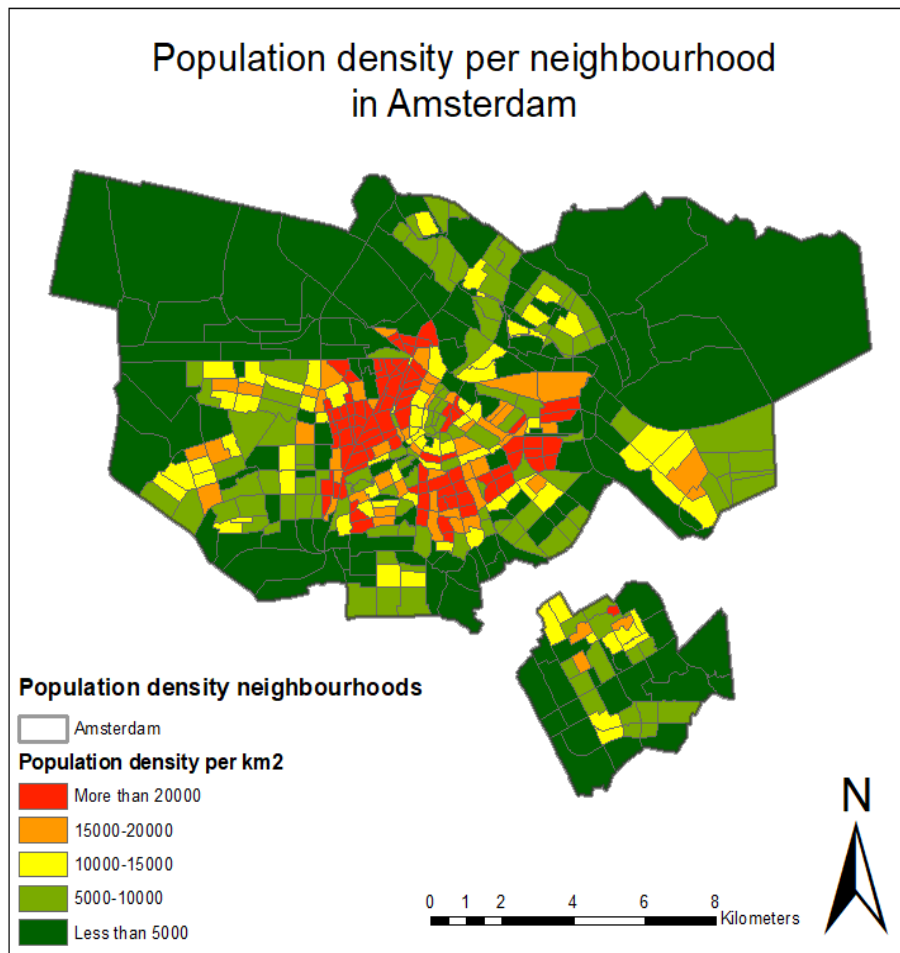 Population density per neighbourhood
in Amsterdam
Population density neighbourhoods
Amsterdam
Population density per km2
More than 20000
15000-20000
10000-15000
5000-10000
Less than 5000
0 1 2 4 6 8
Kilometers
N